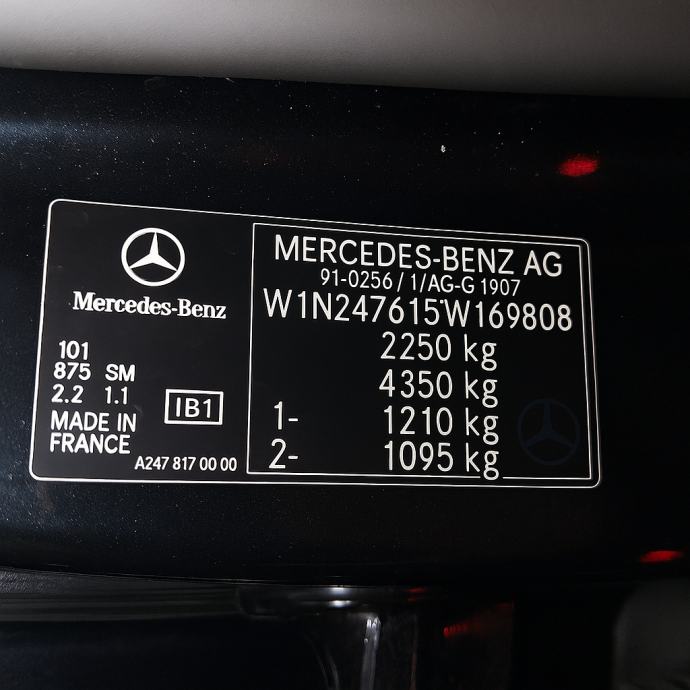 Mercedes-Benz
101
875 SM
2.2 1.1
MADE IN
FRANCE
IB1
A247 817 00 00
MERCEDES-BENZ AG
91-0256/1/AG-G 1907
W1N247615W169808
2250 kg
4350 kg
1- 1210 kg
2- 1095 kg